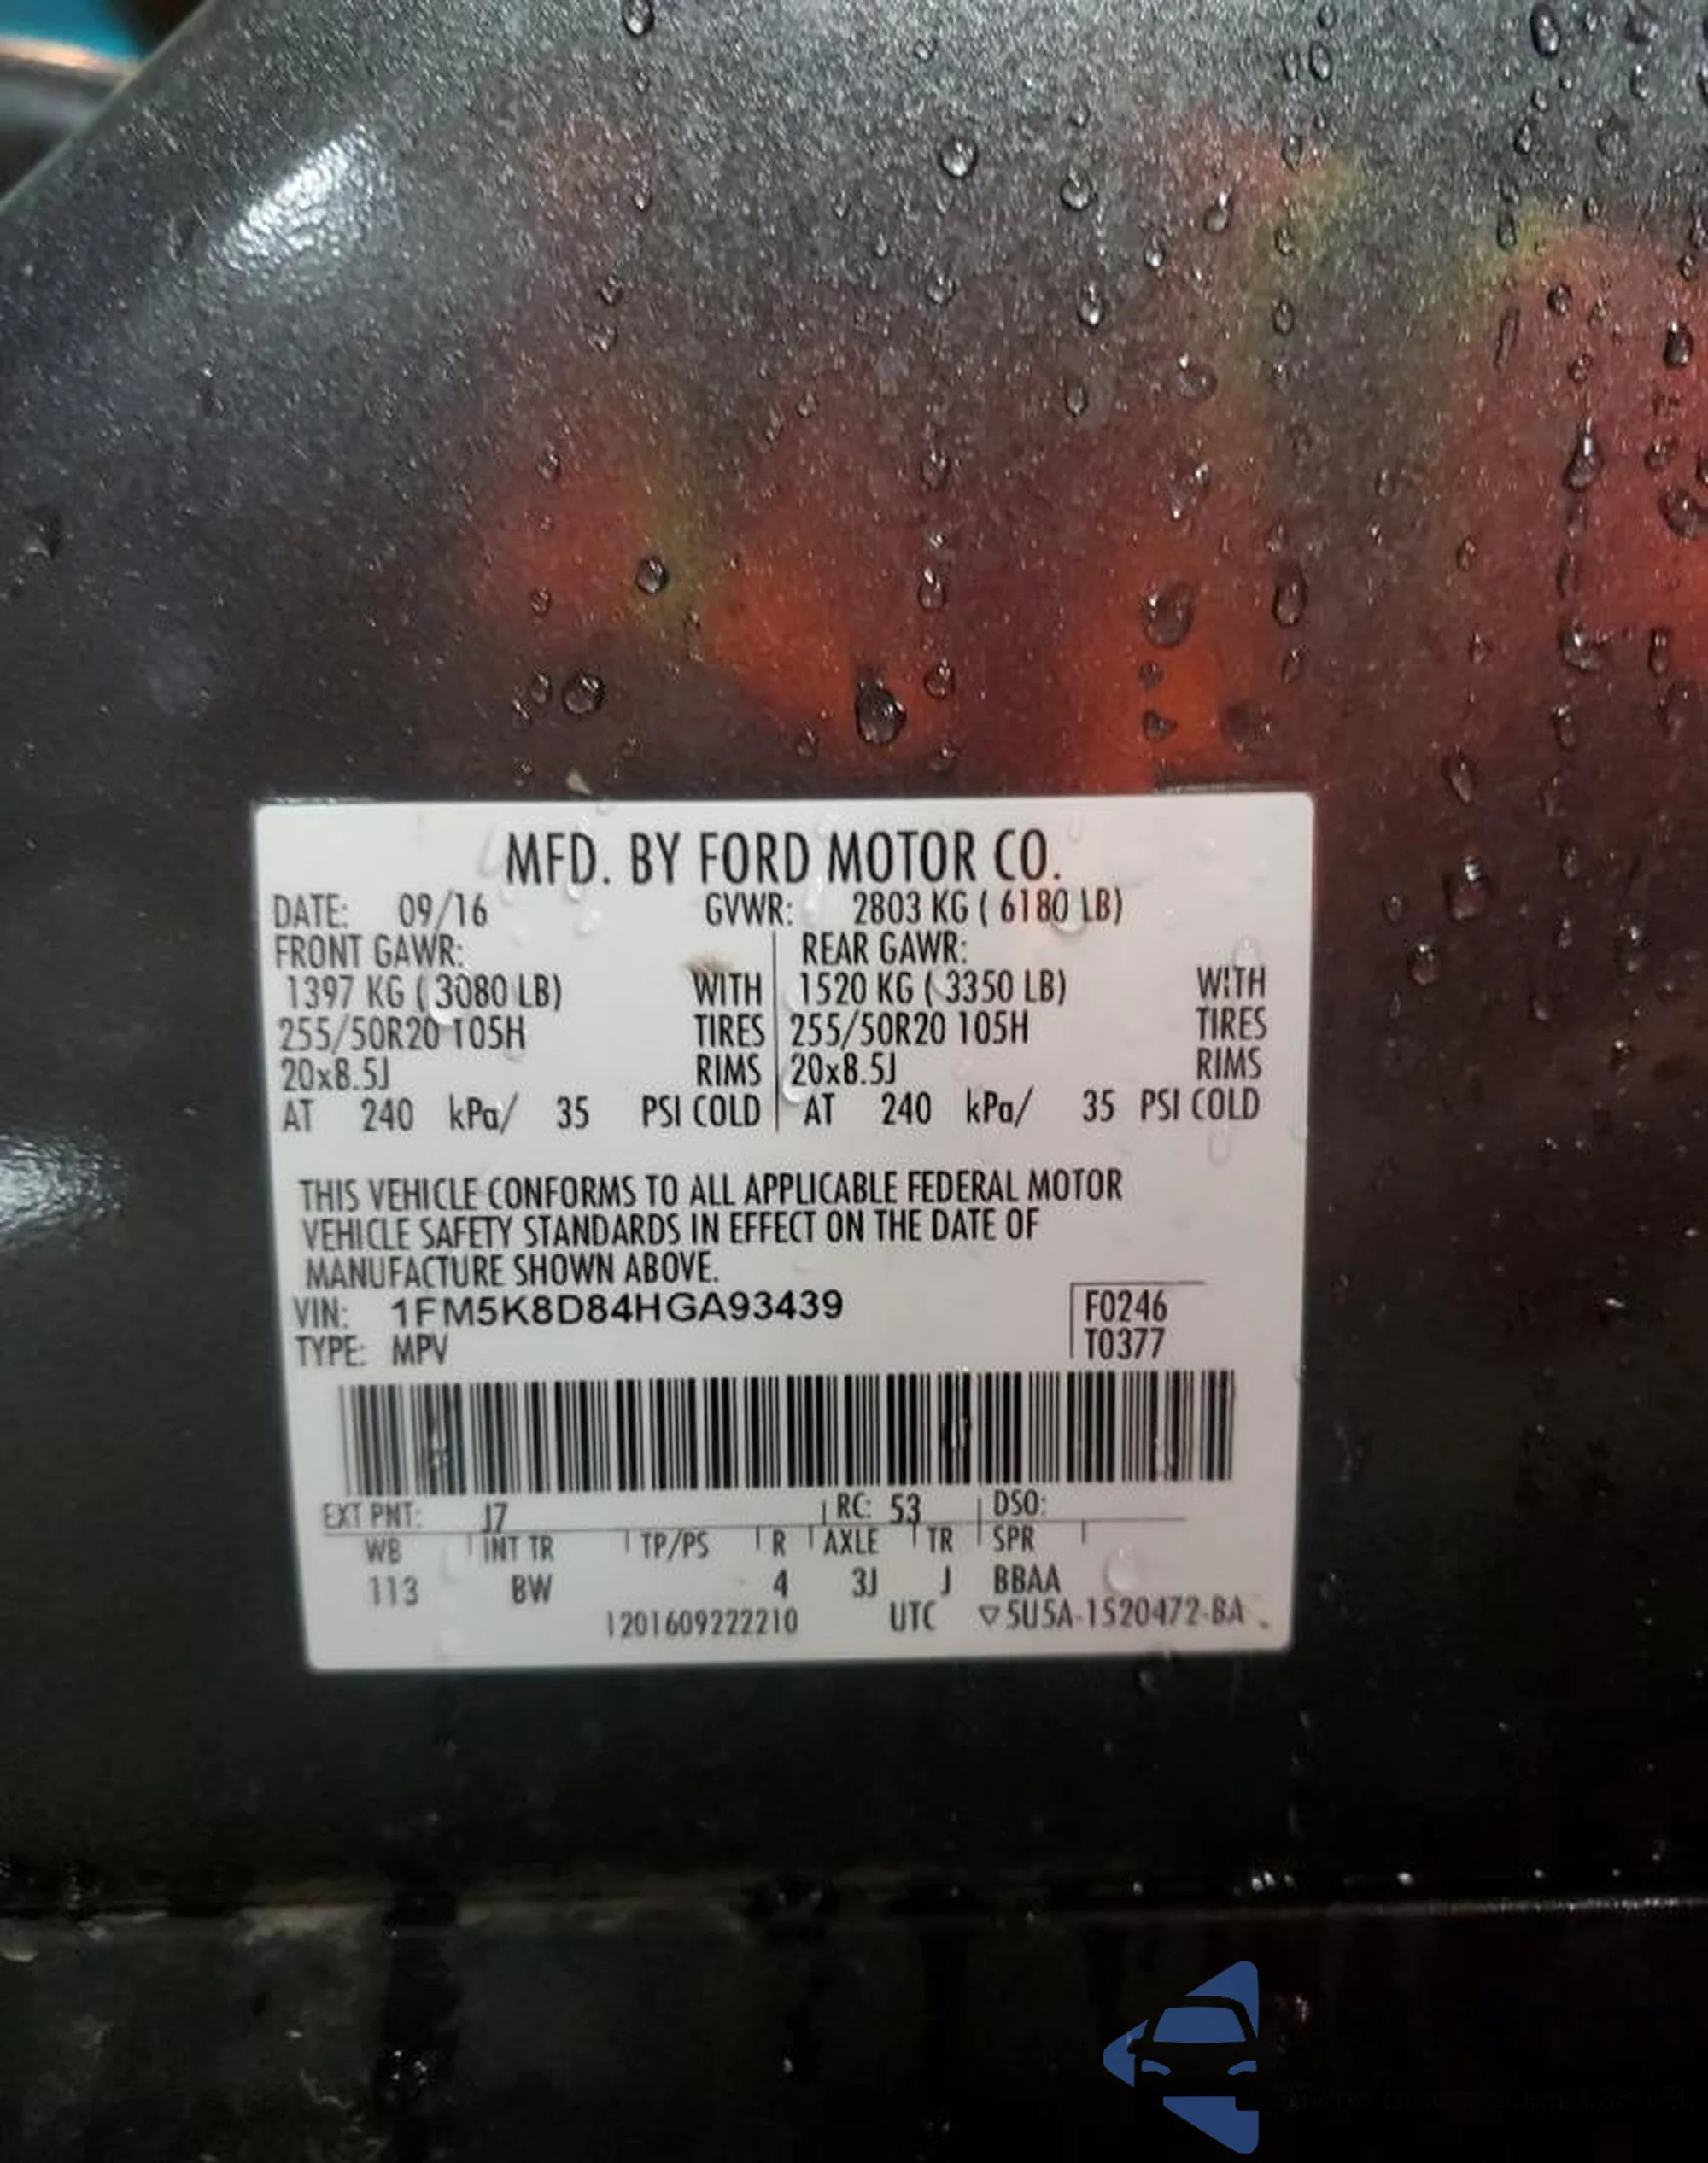 MFD. BY FORD MOTOR CO.
DATE: 09/16 GVWR: 2803 KG ( 6180 LB)
FRONT GAWR: REAR GAWR:
1397 KG ( 3080 LB) WITH 1520 KG ( 3350 LB) WITH
255/50R20 105H TIRES 255/50R20 105H TIRES
20x8.5J RIMS 20x8.5J RIMS
AT 240 kPa/ 35 PSI COLD AT 240 kPa/ 35 PSI COLD
THIS VEHICLE CONFORMS TO ALL APPLICABLE FEDERAL MOTOR
VEHICLE SAFETY STANDARDS IN EFFECT ON THE DATE OF
MANUFACTURE SHOWN ABOVE.
VIN: 1FM5K8D84HGA93439 F0246
TYPE: MPV T0377
EXT PNT: J7 RC: 53 DSO:
WB INT TR TP/PS R AXLE TR SPR
113 BW 4 3J J BBAA
1201609222210 UTC ▽5U5A-1520472-BA